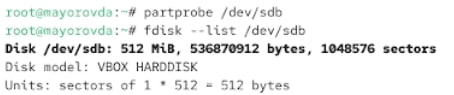 root@mayorovda:~# partprobe /dev/sdb
root@mayorovda:~# fdisk --list /dev/sdb
Disk /dev/sdb: 512 MiB, 536870912 bytes, 1048576 sectors
Disk model: VBOX HARDDISK
Units: sectors of 1 * 512 = 512 bytes